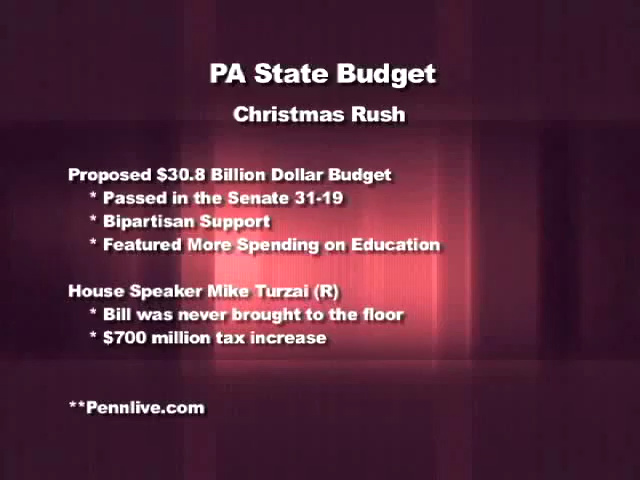 PA State Budget
Christmas Rush
Proposed $30.8 Billion Dollar Budget
* Passed in the Senate 31-19
* Bipartisan Support
* Featured More Spending on Education
House Speaker Mike Turzai (R)
* Bill was never brought to the floor
* $700 million tax increase
**Pennlive.com